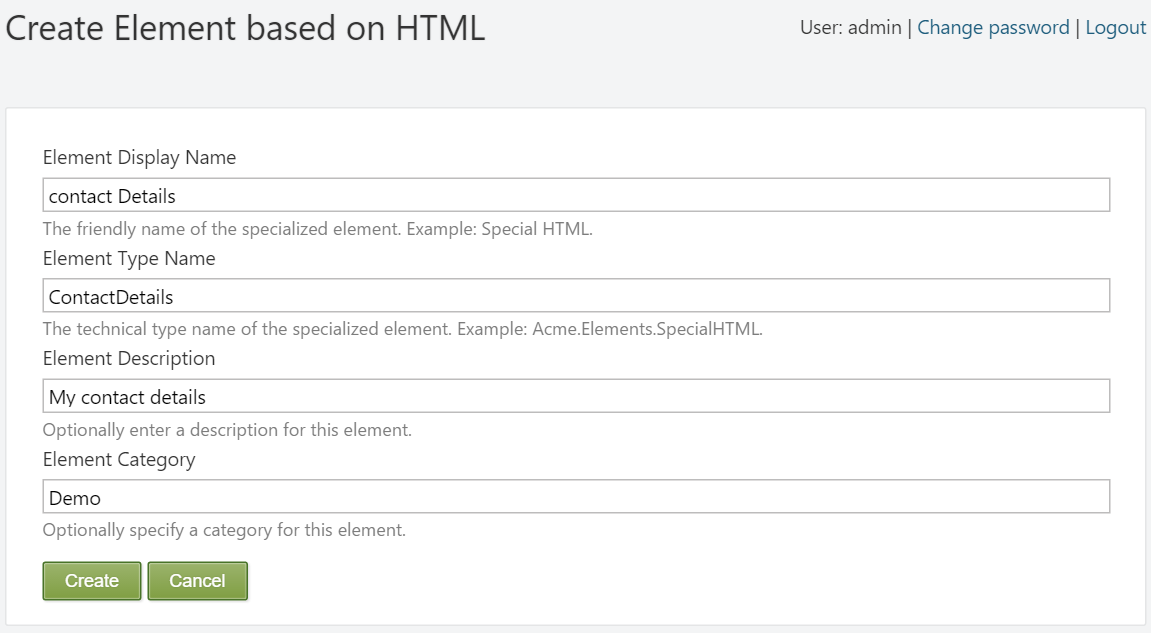 Create Element based on HTML
User: admin | Change password | Logout
Element Display Name
contact Details
The friendly name of the specialized element. Example: Special HTML.
Element Type Name
ContactDetails
The technical type name of the specialized element. Example: Acme.Elements.SpecialHTML.
Element Description
My contact details
Optionally enter a description for this element.
Element Category
Demo
Optionally specify a category for this element.
Create Cancel